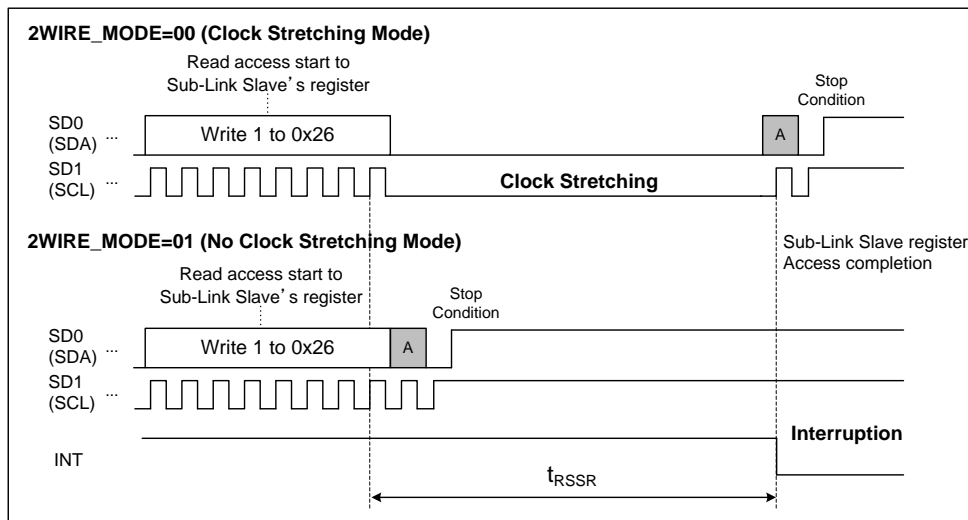 2WIRE_MODE=00 (Clock Stretching Mode)
Read access start to
Sub-Link Slave's register
Stop
Condition
SD0
(SDA) ...
Write 1 to 0x26
A
SD1
(SCL) ...
Clock Stretching
2WIRE_MODE=01 (No Clock Stretching Mode)
Sub-Link Slave register
Access completion
Read access start to
Sub-Link Slave's register
Stop
Condition
SD0
(SDA) ...
Write 1 to 0x26
A
SD1
(SCL) ...
Interruption
INT
tRSSR